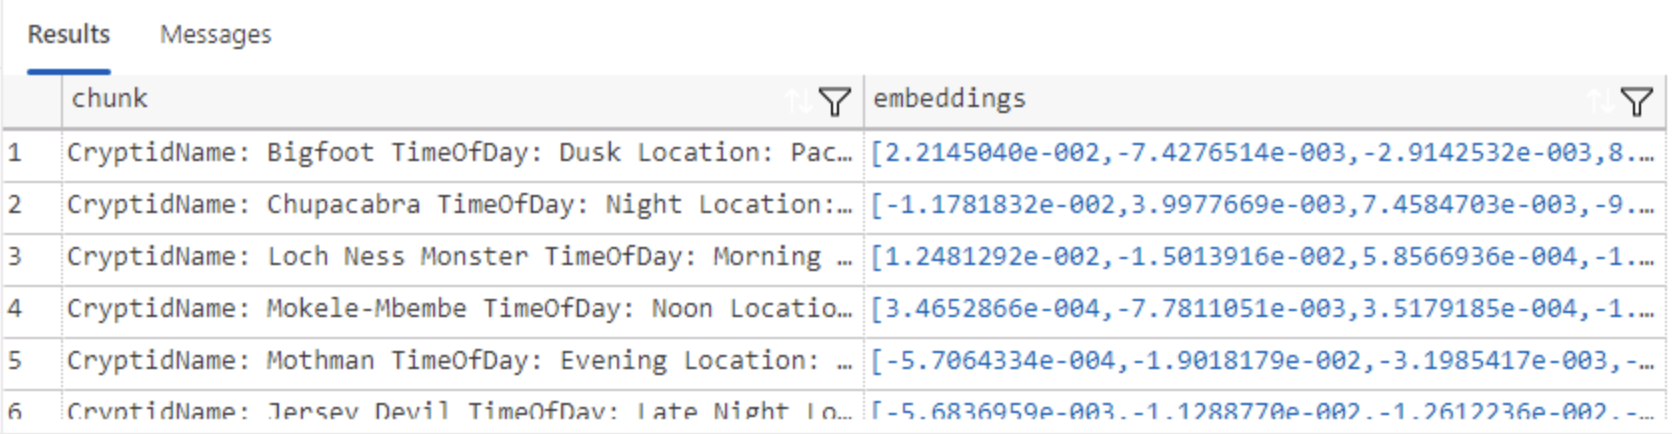 Results Messages
chunk embeddings
1 CryptidName: Bigfoot TimeOfDay: Dusk Location: Pac… [2.2145040e-002,-7.4276514e-003,-2.9142532e-003,8.…
2 CryptidName: Chupacabra TimeOfDay: Night Location:… [-1.1781832e-002,3.9977669e-003,7.4584703e-003,-9.…
3 CryptidName: Loch Ness Monster TimeOfDay: Morning … [1.2481292e-002,-1.5013916e-002,5.8566936e-004,-1.…
4 CryptidName: Mokele-Mbembe TimeOfDay: Noon Locatio… [3.4652866e-004,-7.7811051e-003,3.5179185e-004,-1.…
5 CryptidName: Mothman TimeOfDay: Evening Location: … [-5.7064334e-004,-1.9018179e-002,-3.1985417e-003,-…
6 CryptidName: Jersey Devil TimeOfDay: Late Night Lo… [-5.6836959e-003,-1.1288770e-002,-1.2612236e-002,-…